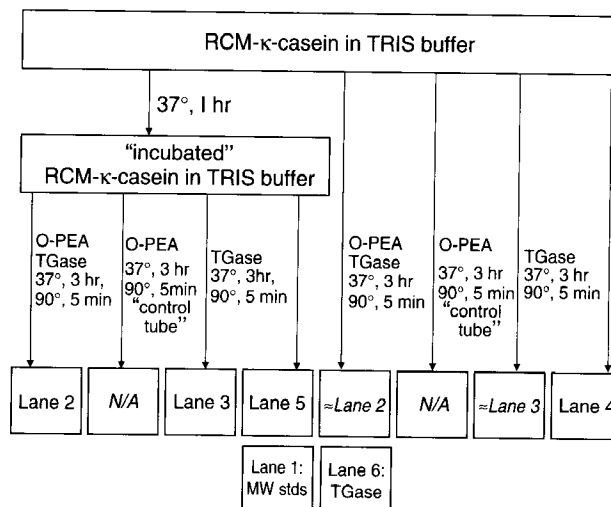 RCM-κ-casein in TRIS buffer
37°, I hr
"incubated"
RCM-κ-casein in TRIS buffer
O-PEA
TGase
37°, 3 hr,
90°, 5 min
O-PEA
37°, 3 hr
90°, 5min
"control
tube"
TGase
37°, 3hr,
90°, 5 min
O-PEA
TGase
37°, 3 hr
90°, 5 min
O-PEA
37°, 3 hr
90°, 5 min
"control
tube"
TGase
37°, 3 hr
90°, 5 min
Lane 2
N/A
Lane 3
Lane 5
≈Lane 2
N/A
≈Lane 3
Lane 4
Lane 1:
MW stds
Lane 6:
TGase